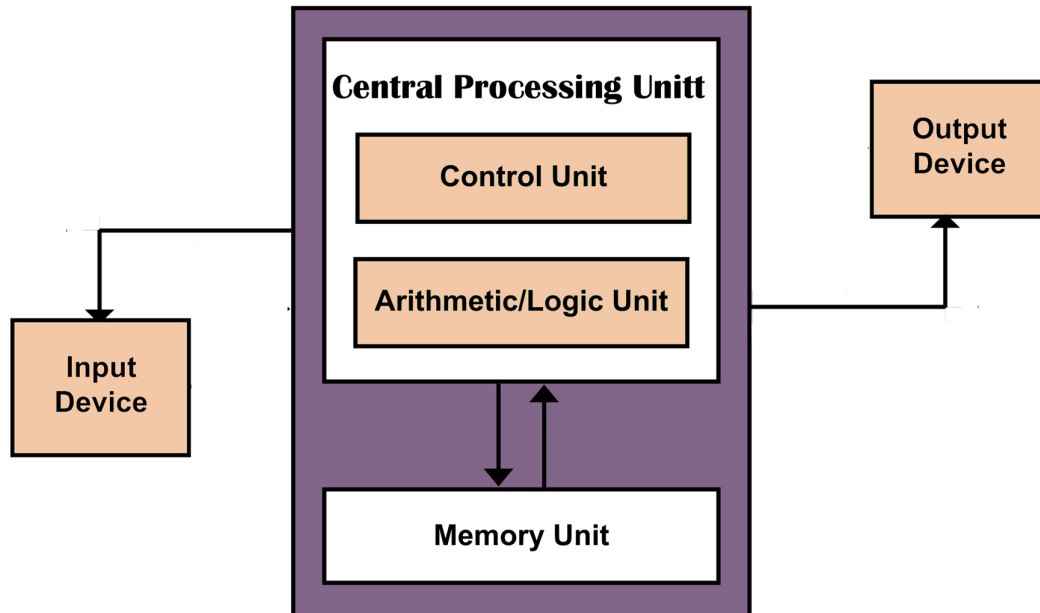 Central Processing Unitt
Control Unit
Arithmetic/Logic Unit
Memory Unit
Input
Device
Output
Device